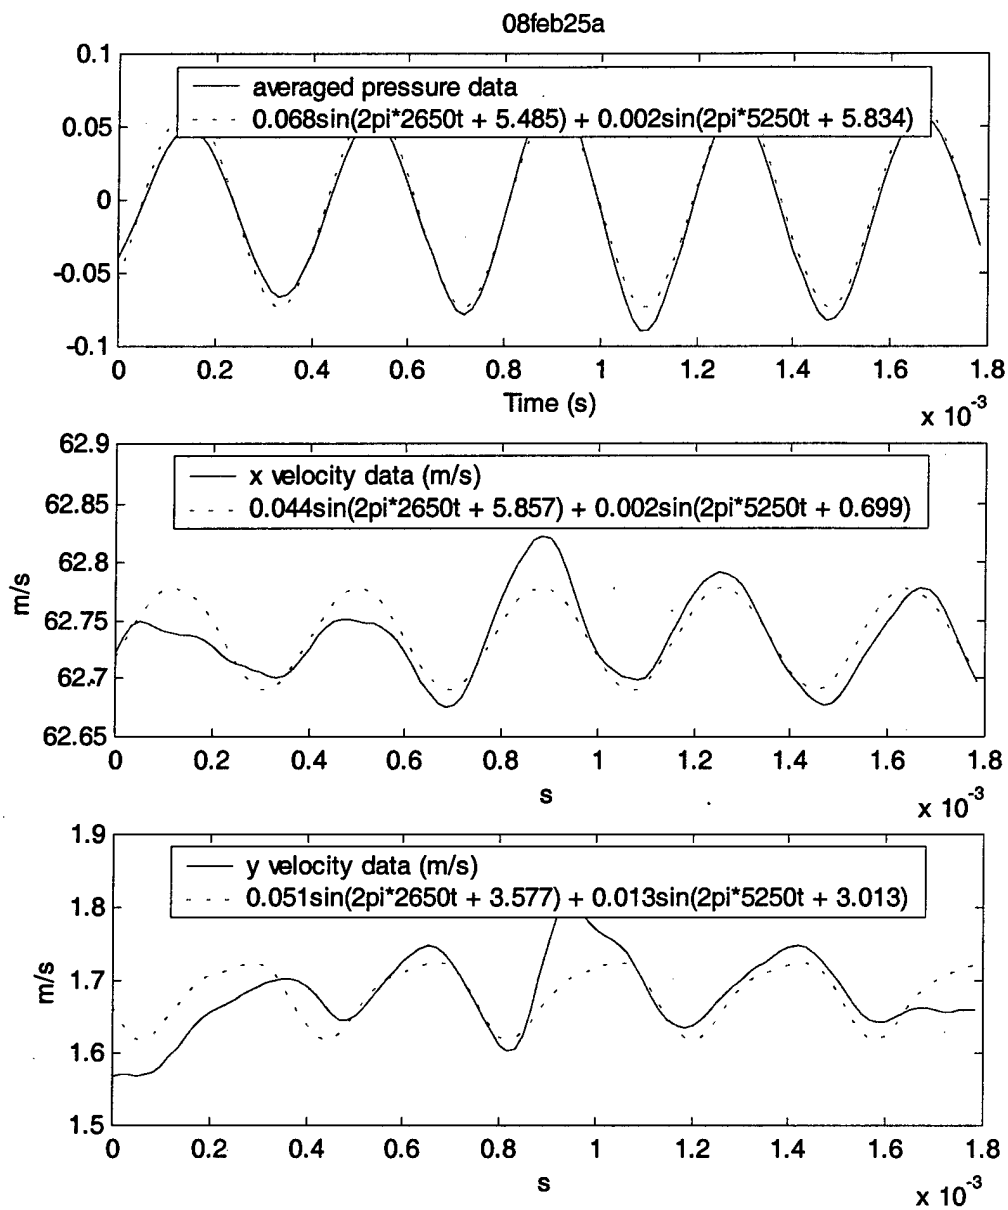 08feb25a
0.1
0.05
0
-0.05
-0.1
averaged pressure data
0.068sin(2pi*2650t + 5.485) + 0.002sin(2pi*5250t + 5.834)
0 0.2 0.4 0.6 0.8 1 1.2 1.4 1.6 1.8
Time (s)
x 10-3
62.9
62.85
62.8
62.75
62.7
62.65
m/s
x velocity data (m/s)
0.044sin(2pi*2650t + 5.857) + 0.002sin(2pi*5250t + 0.699)
0 0.2 0.4 0.6 0.8 1 1.2 1.4 1.6 1.8
s
x 10-3
1.9
1.8
1.7
1.6
1.5
m/s
y velocity data (m/s)
0.051sin(2pi*2650t + 3.577) + 0.013sin(2pi*5250t + 3.013)
0 0.2 0.4 0.6 0.8 1 1.2 1.4 1.6 1.8
s
x 10-3